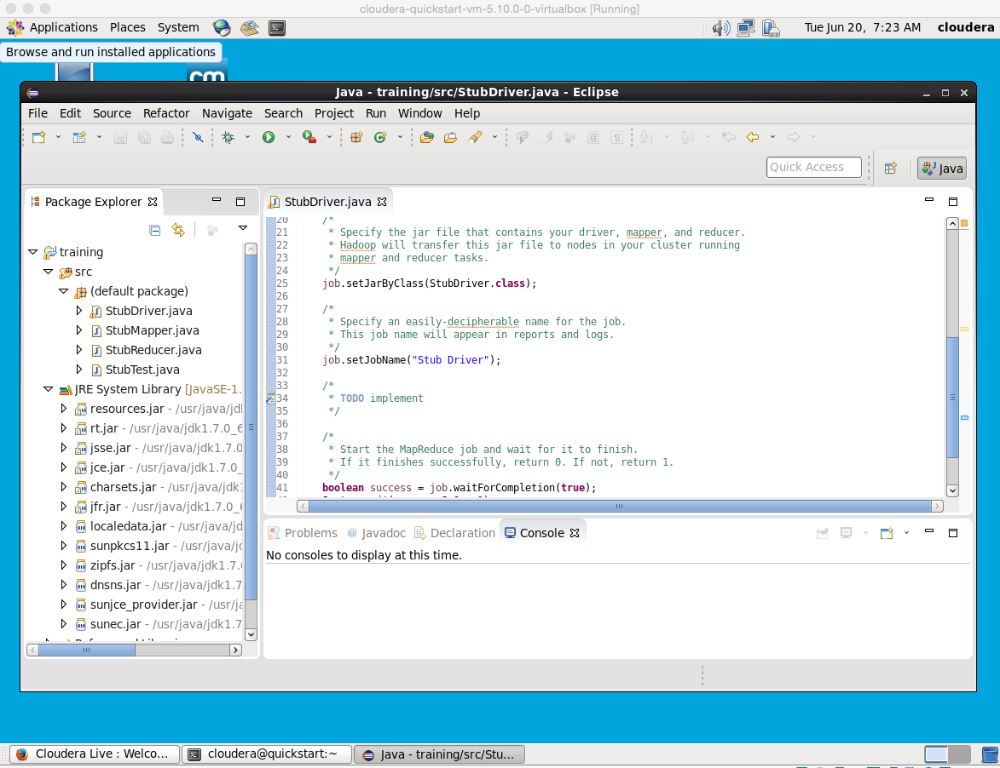 cloudera-quickstart-vm-5.10.0-0-virtualbox [Running]
Applications Places System Tue Jun 20, 7:23 AM cloudera
Browse and run installed applications
cm
Java - training/src/StubDriver.java - Eclipse
File Edit Source Refactor Navigate Search Project Run Window Help
Quick Access Java
Package Explorer
training
src
(default package)
StubDriver.java
StubMapper.java
StubReducer.java
StubTest.java
JRE System Library [JavaSE-1.
resources.jar - /usr/java/jd
rt.jar - /usr/java/jdk1.7.0_6
jsse.jar - /usr/java/jdk1.7.0
jce.jar - /usr/java/jdk1.7.0_
charsets.jar - /usr/java/jdk
jfr.jar - /usr/java/jdk1.7.0_6
localedata.jar - /usr/java/jd
sunpkcs11.jar - /usr/java/j
zipfs.jar - /usr/java/jdk1.7.
dnsns.jar - /usr/java/jdk1.7
sunjce_provider.jar - /usr/ja
sunec.jar - /usr/java/jdk1.7
StubDriver.java
20 /*
21 * Specify the jar file that contains your driver, mapper, and reducer.
22 * Hadoop will transfer this jar file to nodes in your cluster running
23 * mapper and reducer tasks.
24 */
25 job.setJarByClass(StubDriver.class);
26
27 /*
28 * Specify an easily-decipherable name for the job.
29 * This job name will appear in reports and logs.
30 */
31 job.setJobName("Stub Driver");
32
33 /*
34 * TODO implement
35 */
36
37 /*
38 * Start the MapReduce job and wait for it to finish.
39 * If it finishes successfully, return 0. If not, return 1.
40 */
41 boolean success = job.waitForCompletion(true);
Problems @ Javadoc Declaration Console
No consoles to display at this time.
Cloudera Live : Welco... cloudera@quickstart:~ Java - training/src/Stu...